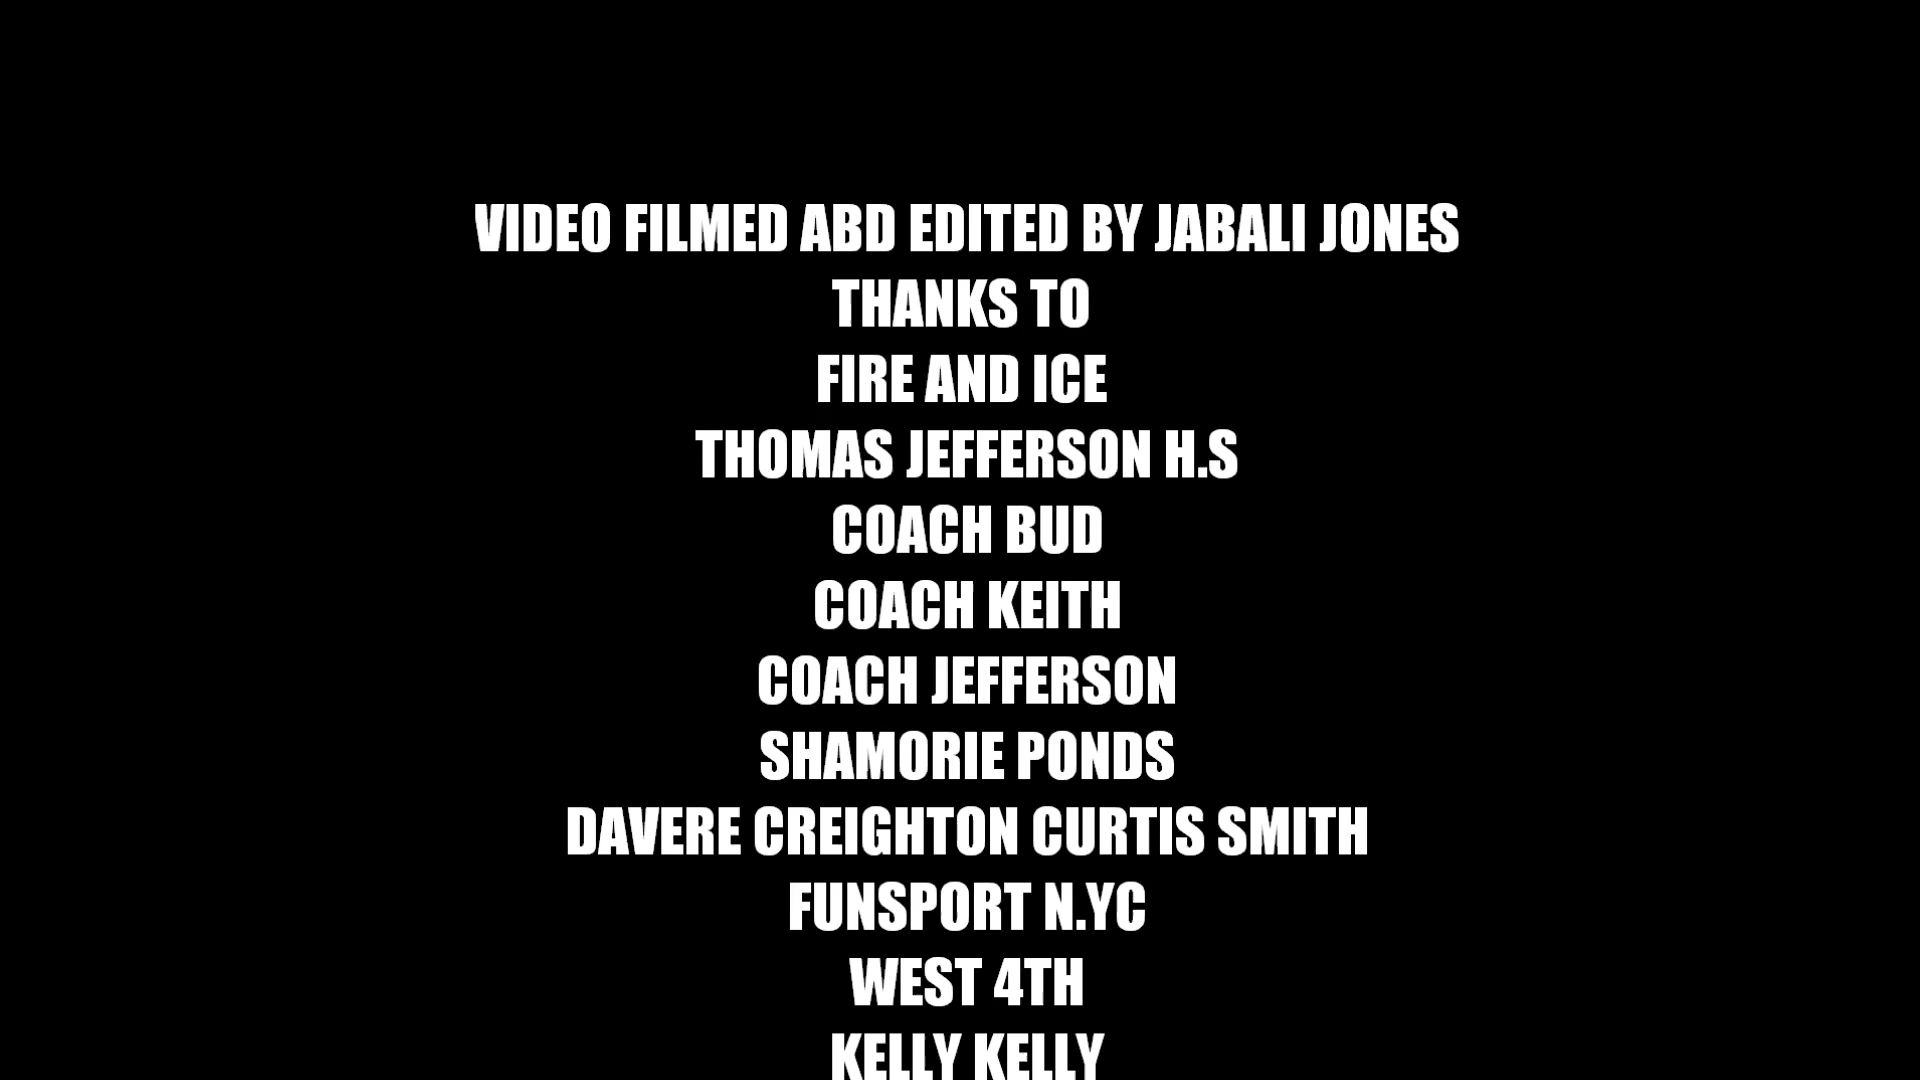 VIDEO FILMED ABD EDITED BY JABALI JONES
THANKS TO
FIRE AND ICE
THOMAS JEFFERSON H.S
COACH BUD
COACH KEITH
COACH JEFFERSON
SHAMORIE PONDS
DAVERE CREIGHTON CURTIS SMITH
FUNSPORT N.YC
WEST 4TH
KELLY KELLY